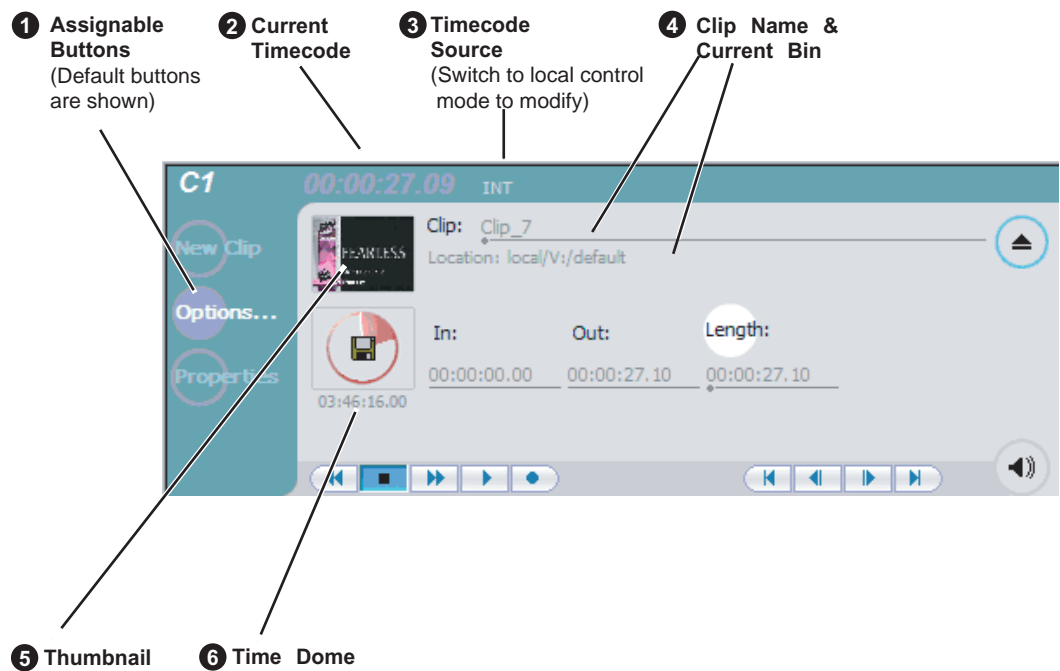 1 Assignable
Buttons
(Default buttons
are shown)
2 Current
Timecode
3 Timecode
Source
(Switch to local control
mode to modify)
4 Clip Name &
Current Bin
C1
00:00:27.09 INT
New Clip
Options...
Properties
FEARLESS
Clip: Clip_7
Location: local/V:/default
In: Out: Length:
00:00:00.00 00:00:27.10 00:00:27.10
03:46:16.00
5 Thumbnail
6 Time Dome